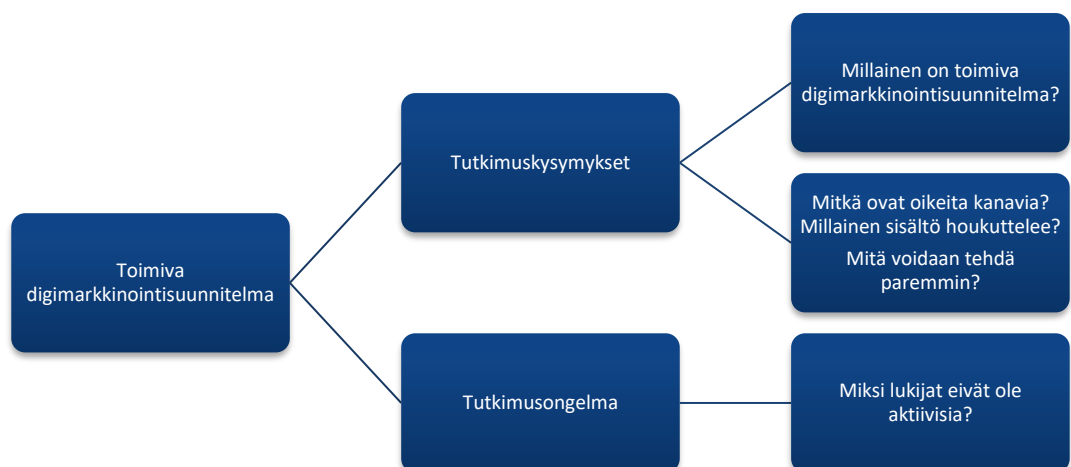 Toimiva
digimarkkinointisuunnitelma
Tutkimuskysymykset
Millainen on toimiva
digimarkkinointisuunnitelma?
Mitkä ovat oikeita kanavia?
Millainen sisältö houkuttelee?
Mitä voidaan tehdä
paremmin?
Tutkimusongelma
Miksi lukijat eivät ole
aktiivisia?